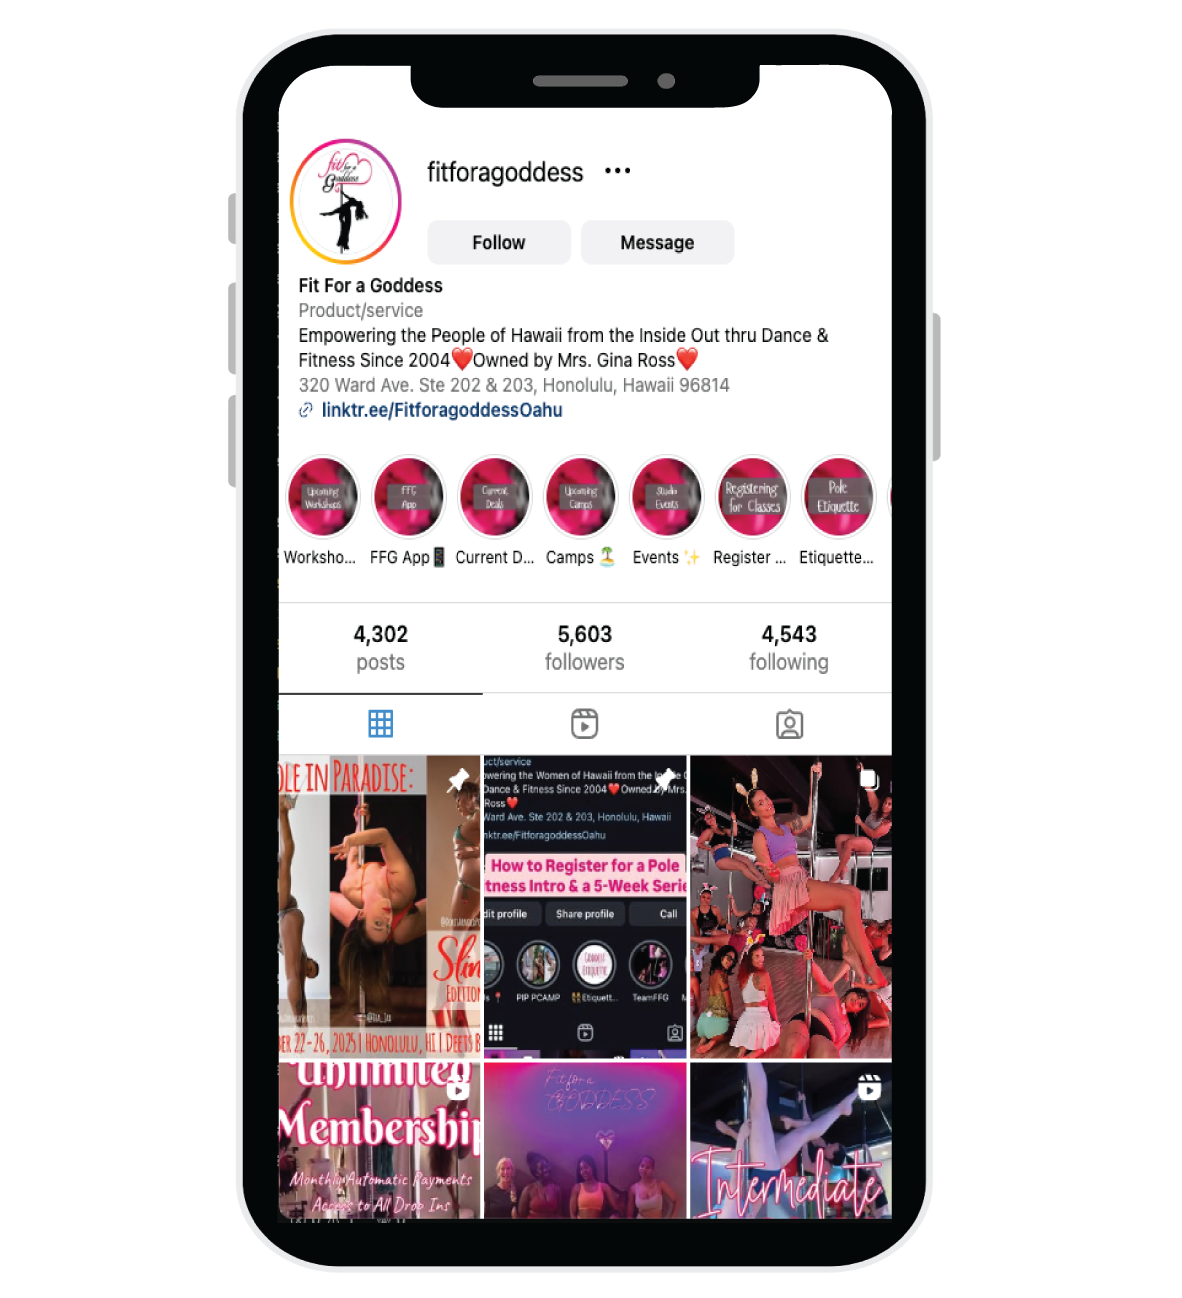 fit for a
Goddess
fitforagoddess •••
Follow
Message
Fit For a Goddess
Product/service
Empowering the People of Hawaii from the Inside Out thru Dance &
Fitness Since 2004❤️Owned by Mrs. Gina Ross❤️
320 Ward Ave. Ste 202 & 203, Honolulu, Hawaii 96814
linktr.ee/FitforagoddessOahu
Upcoming
Workshops
FFG
App
Current
Deals
Upcoming
Camps
Studio
Events
Registering
for Classes
Pole
Etiquette
Worksho...
FFG App📱
Current D...
Camps 🏝️
Events ✨
Register ...
Etiquette...
4,302
posts
5,603
followers
4,543
following
OLE IN PARADISE:
Slin
EDITION
BER 22-26, 2025 | HONOLULU, HI | DEETS B
uct/service
owering the Women of Hawaii from the Inside O
Dance & Fitness Since 2004❤️Owned by Mrs.
Ross❤️
Ward Ave. Ste 202 & 203, Honolulu, Hawaii
nktr.ee/FitforagoddessOahu
How to Register for a Pole
tness Intro & a 5-Week Serie
dit profile
Share profile
Call
PIP PCAMP
Etiquett...
TeamFFG
Unlimited
Membership
Monthly Automatic Payments
Access to All Drop Ins
Fit for a
GODDESS
Intermediate